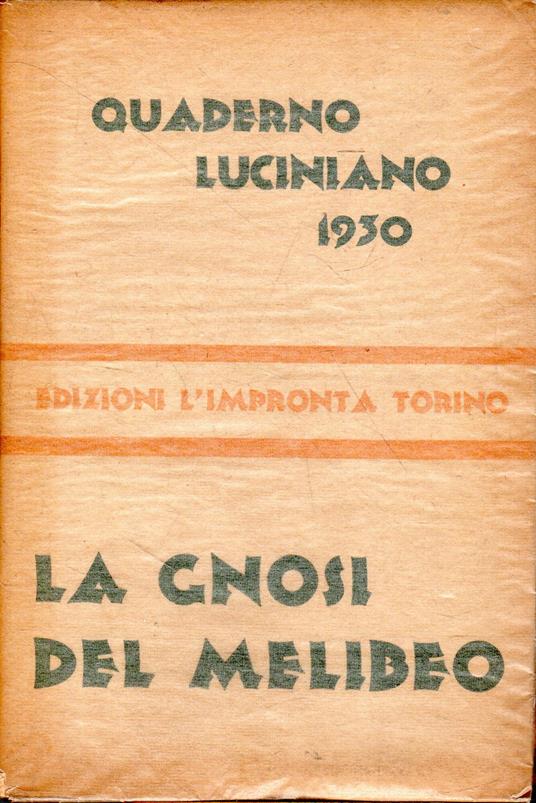 QUADERNO
LUCINIANO
1930
EDIZIONI L'IMPRONTA TORINO
LA GNOSI
DEL MELIBEO